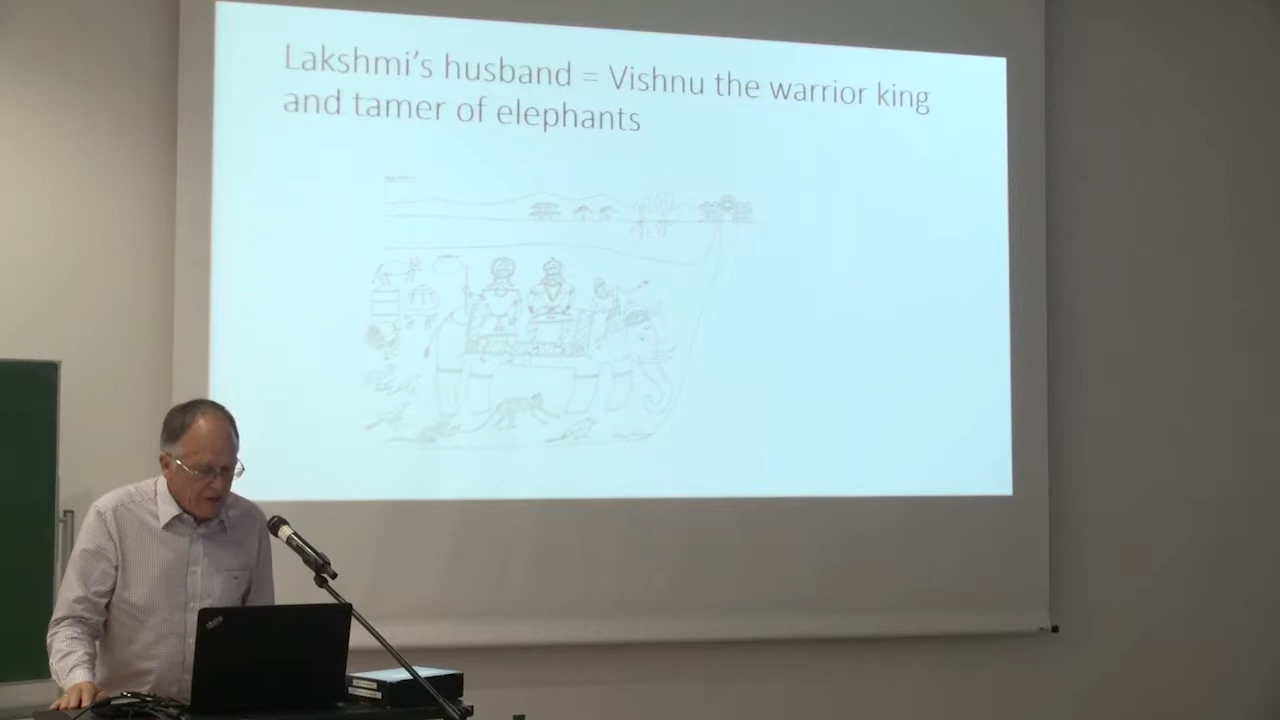 Lakshmi's husband = Vishnu the warrior king
and tamer of elephants